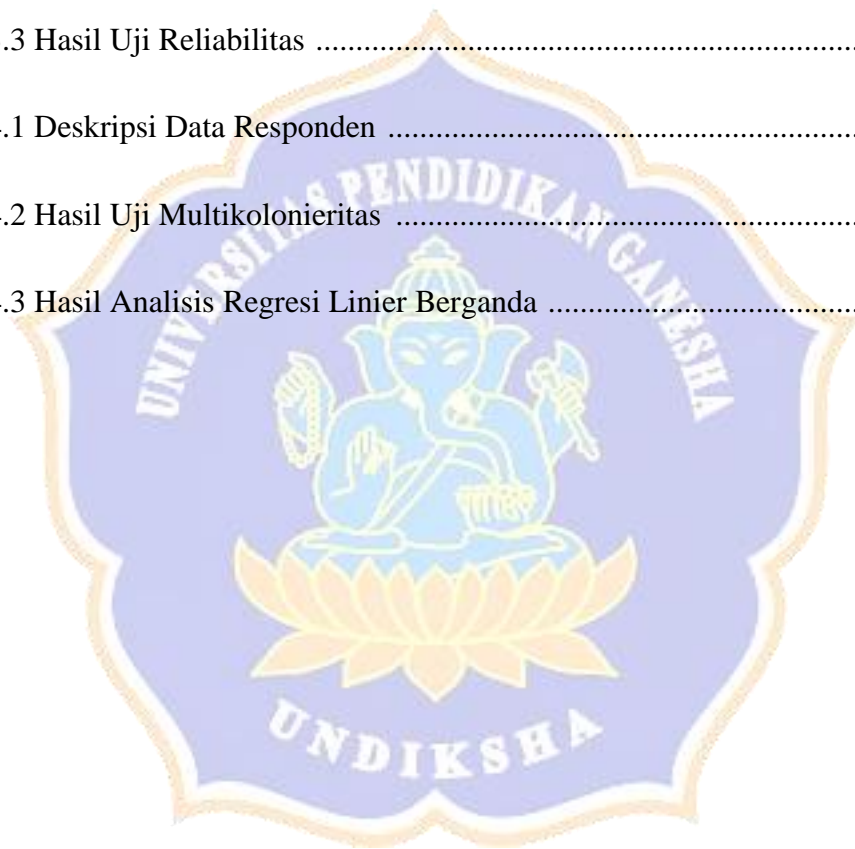 .3 Hasil Uji Reliabilitas ....................................................................
.1 Deskripsi Data Responden ...........................................................
.2 Hasil Uji Multikolonieritas ..........................................................
.3 Hasil Analisis Regresi Linier Berganda .......................................
UNIVERSITAS PENDIDIKAN GANESHA
UNDIKSHA